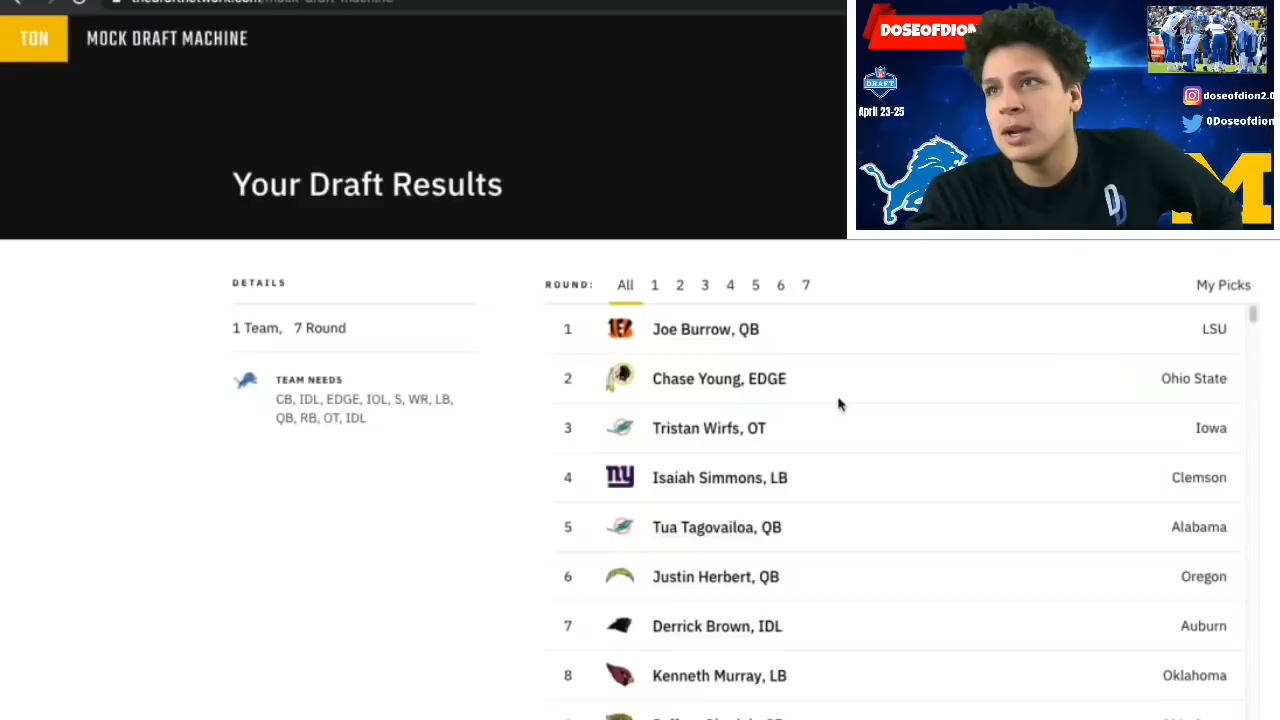 TDN
MOCK DRAFT MACHINE
Your Draft Results
DOSEOFDION
NFL
DRAFT
April 23-25
doseofdion2.0
DETAILS
1 Team, 7 Round
TEAM NEEDS
CB, IDL, EDGE, IOL, S, WR, LB,
QB, RB, OT, IDL
ROUND: All 1 2 3 4 5 6 7 My Picks
1 Joe Burrow, QB LSU
2 Chase Young, EDGE Ohio State
3 Tristan Wirfs, OT Iowa
4 ny Isaiah Simmons, LB Clemson
5 Tua Tagovailoa, QB Alabama
6 Justin Herbert, QB Oregon
7 Derrick Brown, IDL Auburn
8 Kenneth Murray, LB Oklahoma